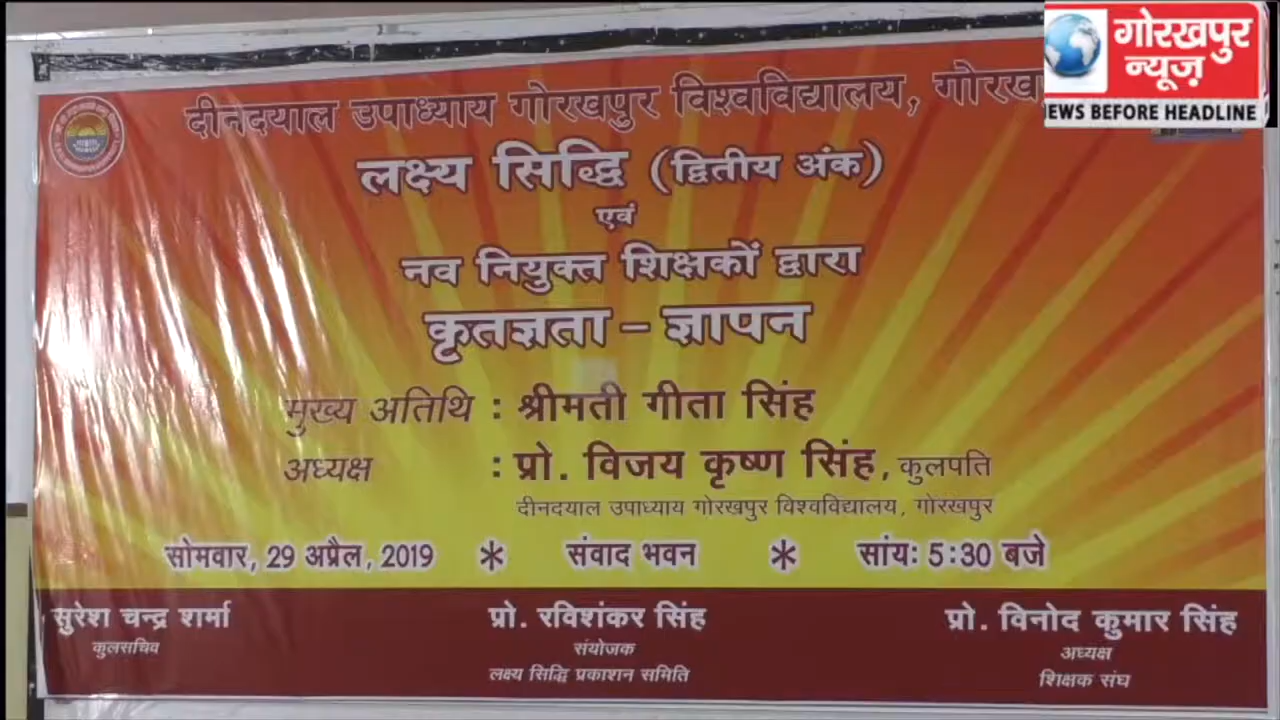 गोरखपुर
न्यूज़
NEWS BEFORE HEADLINE
दीनदयाल उपाध्याय गोरखपुर विश्वविद्यालय,
लक्ष्य सिद्धि (द्वितीय अंक)
एवं
नव नियुक्त शिक्षकों द्वारा
कृतज्ञता – ज्ञापन
मुख्य अतिथि : श्रीमती गीता सिंह
अध्यक्ष : प्रो. विजय कृष्ण सिंह, कुलपति
दीनदयाल उपाध्याय गोरखपुर विश्वविद्यालय, गोरखपुर
सोमवार, 29 अप्रैल, 2019 * संवाद भवन * सांय: 5:30 बजे
सुरेश चन्द्र शर्मा
कुलसचिव
प्रो. रविशंकर सिंह
संयोजक
लक्ष्य सिद्धि प्रकाशन समिति
प्रो. विनोद कुमार सिंह
अध्यक्ष
शिक्षक संघ